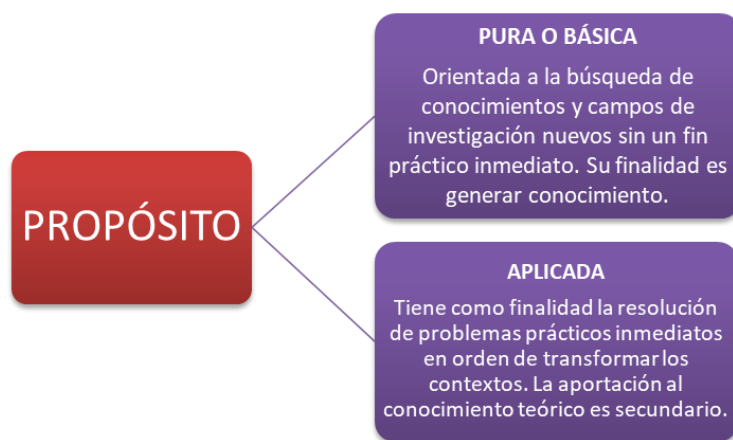 PROPÓSITO
PURA O BÁSICA
Orientada a la búsqueda de
conocimientos y campos de
investigación nuevos sin un fin
práctico inmediato. Su finalidad es
generar conocimiento.
APLICADA
Tiene como finalidad la resolución
de problemas prácticos inmediatos
en orden de transformar los
contextos. La aportación al
conocimiento teórico es secundario.